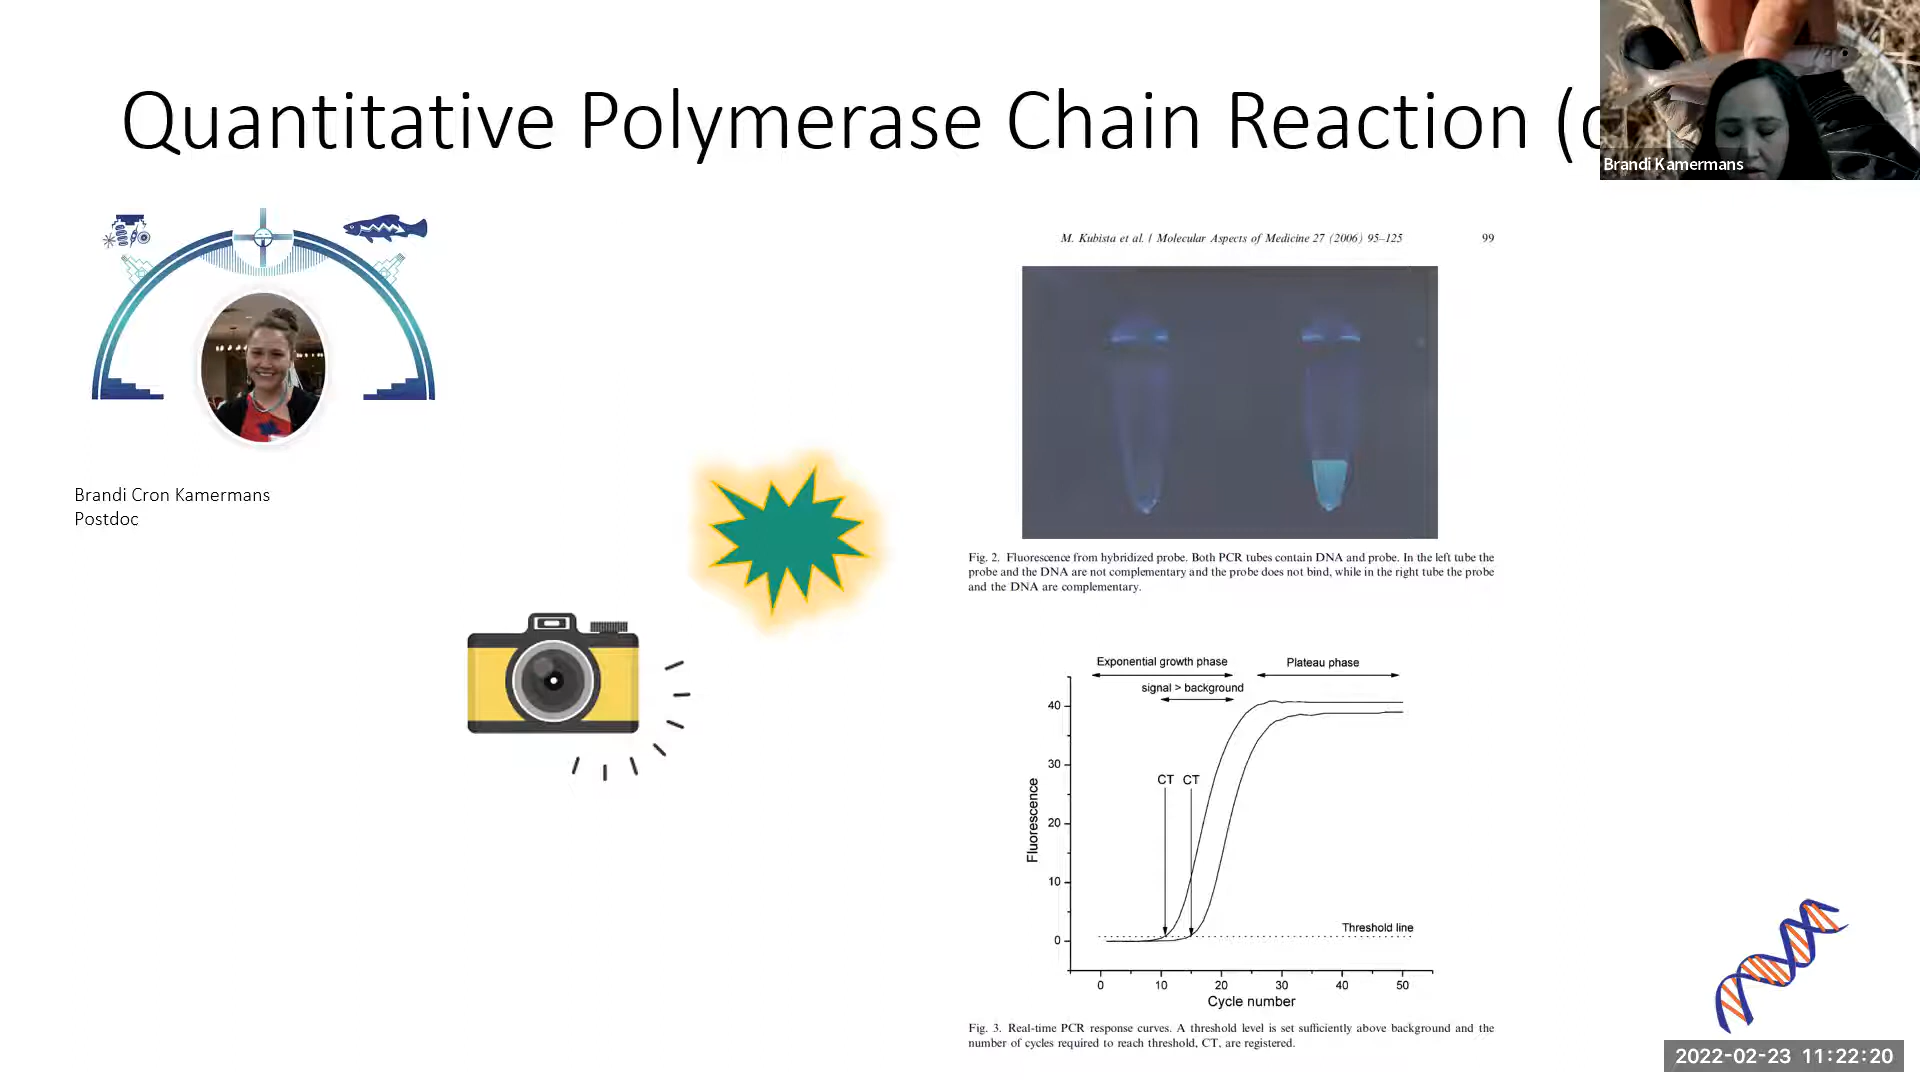 Quantitative Polymerase Chain Reaction (
Brandi Kamermans
M. Kubista et al. / Molecular Aspects of Medicine 27 (2006) 95–125 99
Brandi Cron Kamermans
Postdoc
Fig. 2. Fluorescence from hybridized probe. Both PCR tubes contain DNA and probe. In the left tube the
probe and the DNA are not complementary and the probe does not bind, while in the right tube the probe
and the DNA are complementary.
Exponential growth phase
Plateau phase
signal > background
40
30
20
10
0
CT CT
Fluorescence
Threshold line
0 10 20 30 40 50
Cycle number
Fig. 3. Real-time PCR response curves. A threshold level is set sufficiently above background and the
number of cycles required to reach threshold, CT, are registered.
2022-02-23 11:22:20